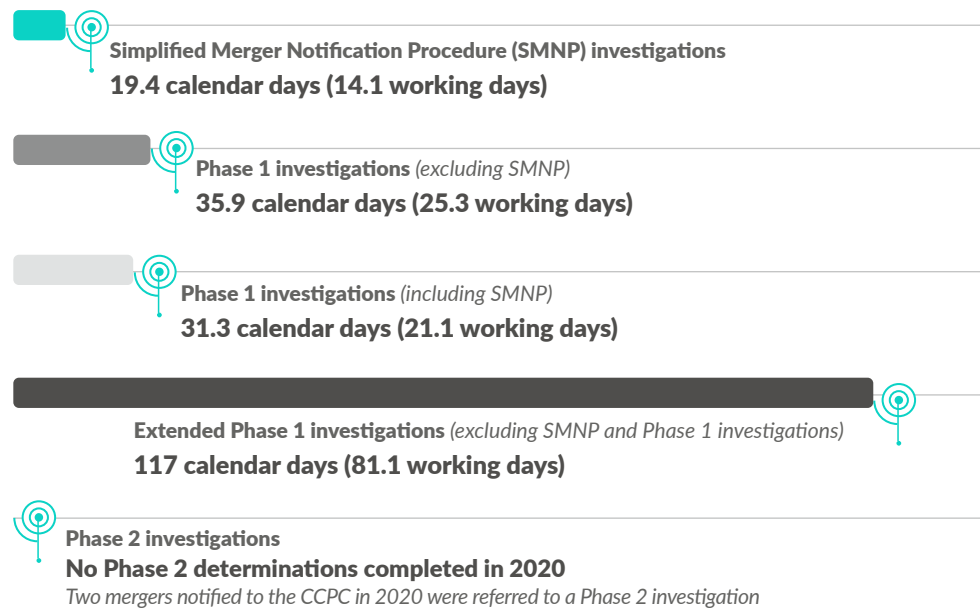 Simplified Merger Notification Procedure (SMNP) investigations
19.4 calendar days (14.1 working days)
Phase 1 investigations (excluding SMNP)
35.9 calendar days (25.3 working days)
Phase 1 investigations (including SMNP)
31.3 calendar days (21.1 working days)
Extended Phase 1 investigations (excluding SMNP and Phase 1 investigations)
117 calendar days (81.1 working days)
Phase 2 investigations
No Phase 2 determinations completed in 2020
Two mergers notified to the CCPC in 2020 were referred to a Phase 2 investigation